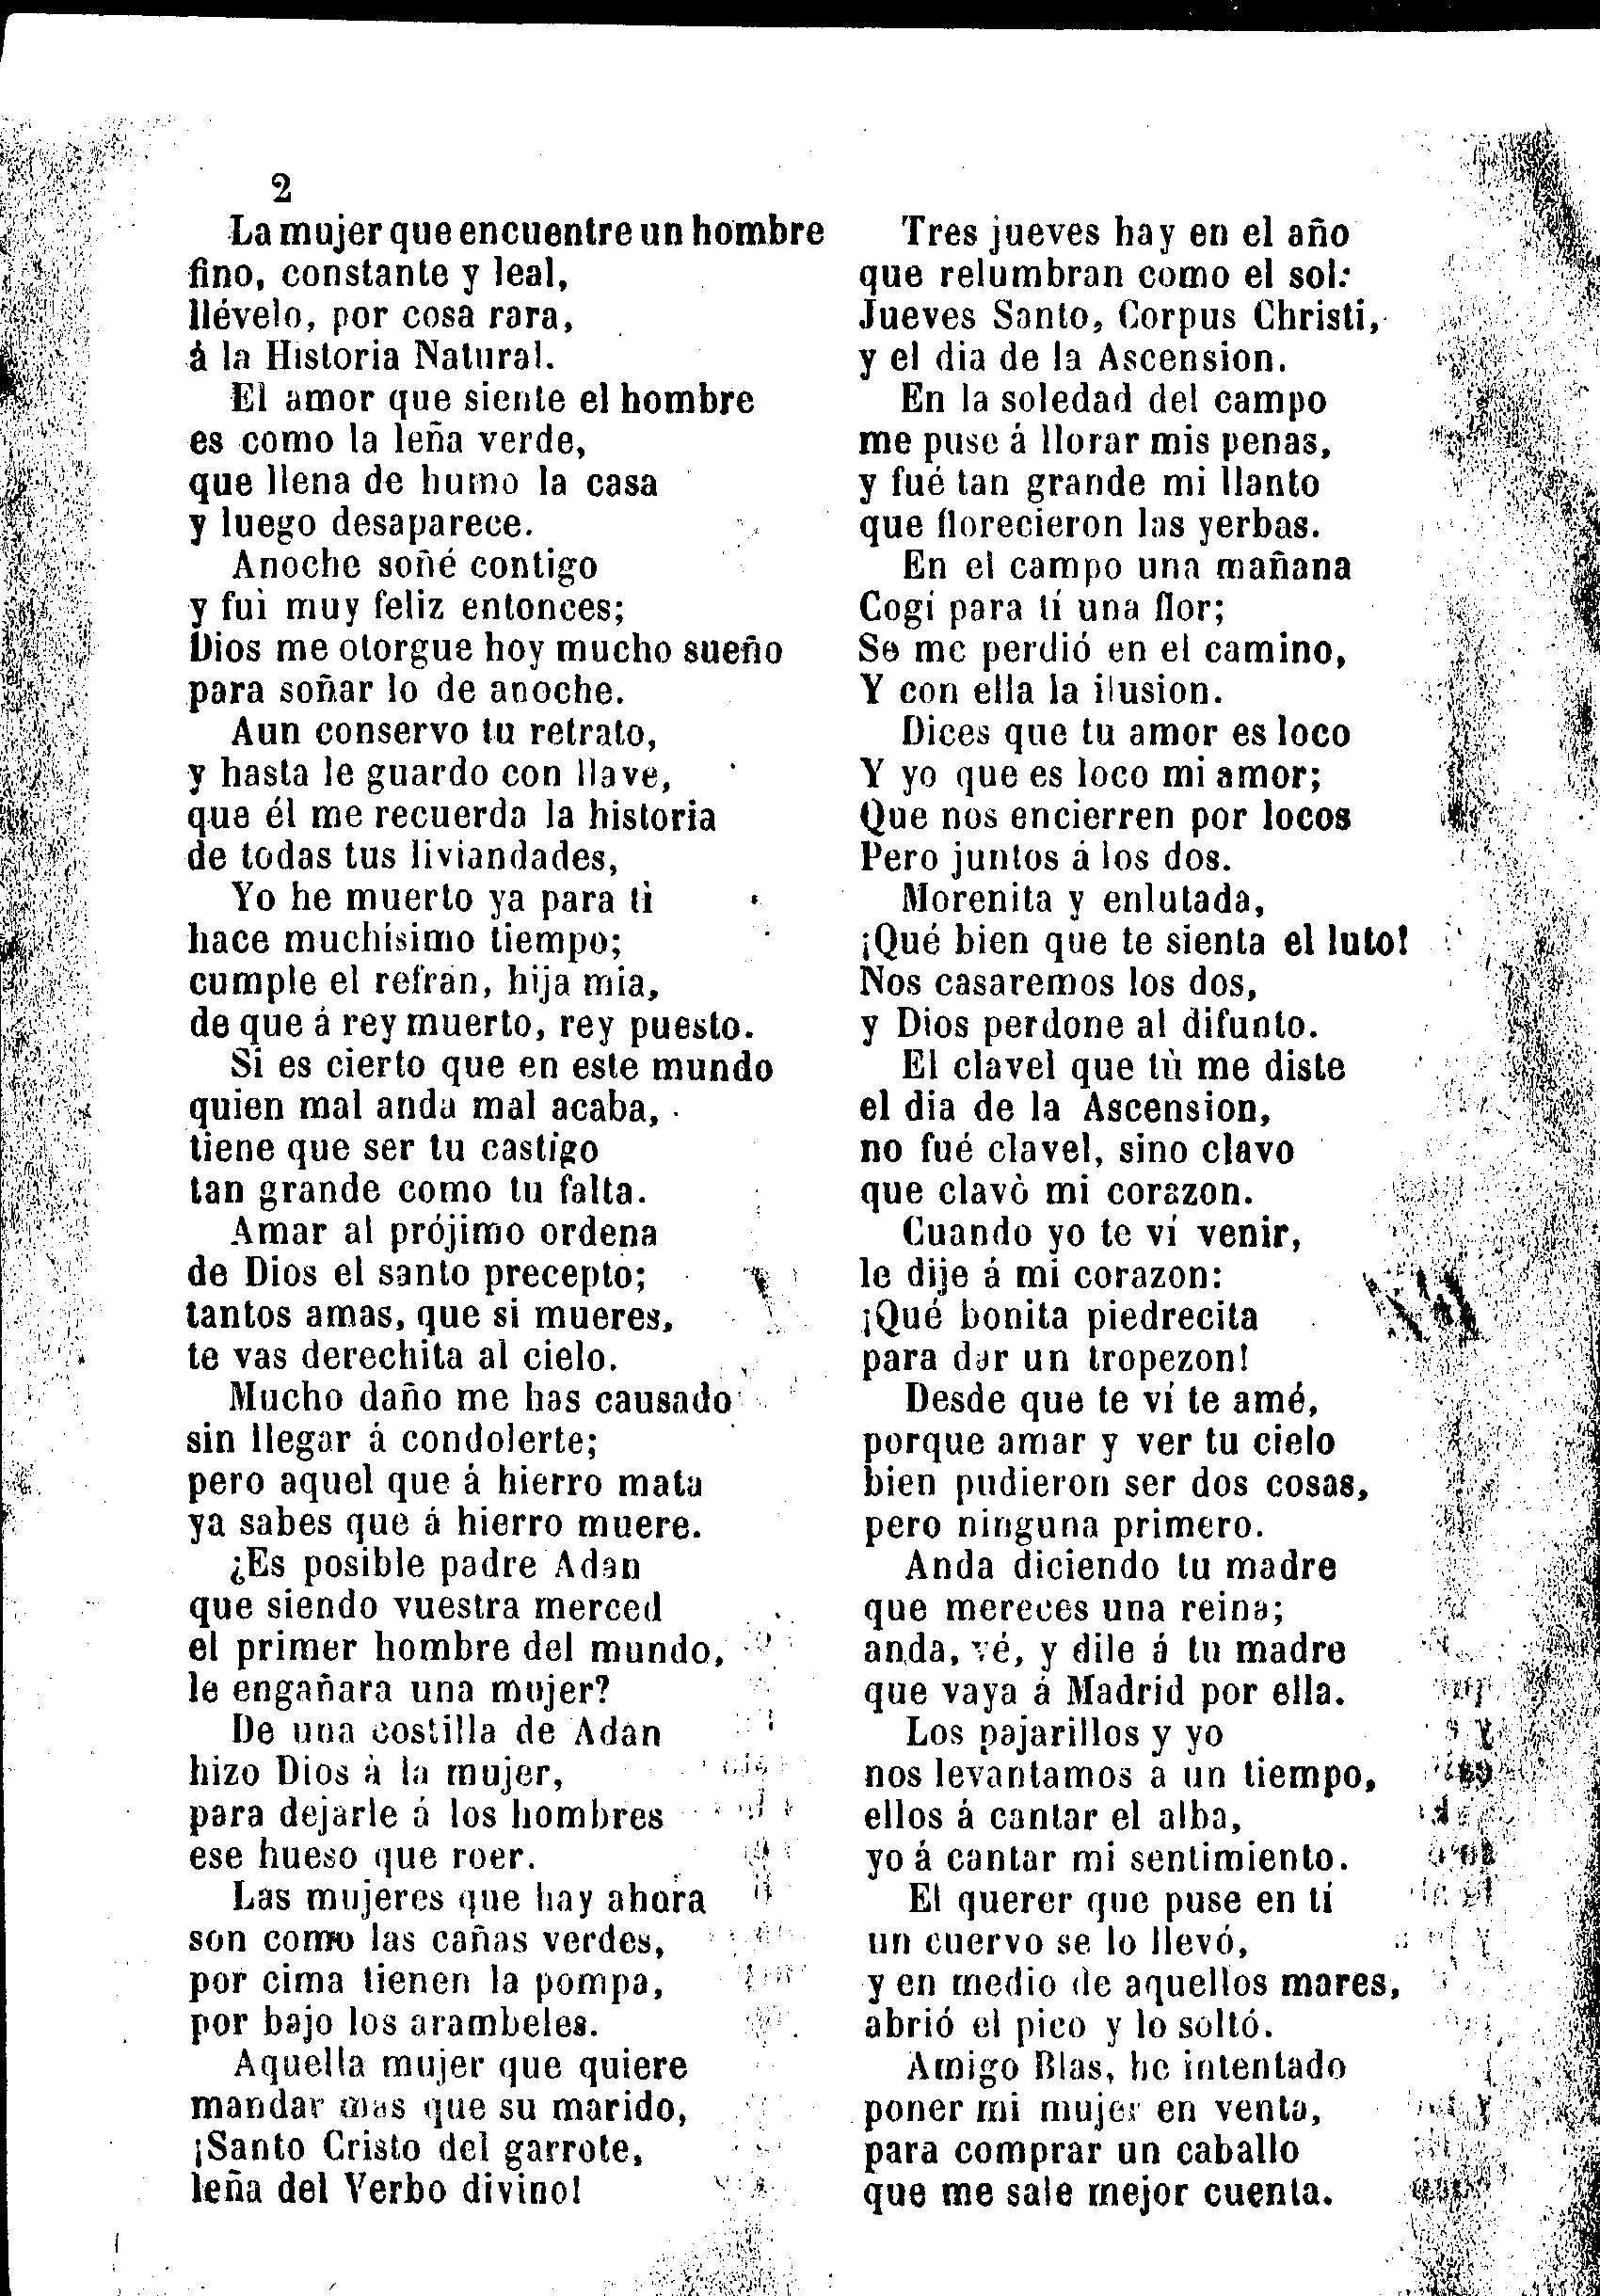 2
La mujer que encuentre un hombre
fino, constante y leal,
llévelo, por cosa rara,
á la Historia Natural.
El amor que siente el hombre
es como la leña verde,
que llena de humo la casa
y luego desaparece.
Anoche soñé contigo
y fuì muy feliz entonces;
Dios me otorgue hoy mucho sueño
para soñar lo de anoche.
Aun conservo tu retrato,
y hasta le guardo con llave,
que él me recuerda la historia
de todas tus liviandades,
Yo he muerto ya para tì
hace muchísimo tiempo;
cumple el refran, hija mia,
de que á rey muerto, rey puesto.
Si es cierto que en este mundo
quien mal anda mal acaba,
tiene que ser tu castigo
tan grande como tu falta.
Amar al prójimo ordena
de Dios el santo precepto;
tantos amas, que si mueres,
te vas derechita al cielo.
Mucho daño me has causado
sin llegar á condolerte;
pero aquel que á hierro mata
ya sabes que á hierro muere.
¿Es posible padre Adan
que siendo vuestra merced
el primer hombre del mundo,
le engañara una mujer?
De una costilla de Adan
hizo Dios à la mujer,
para dejarle á los hombres
ese hueso que roer.
Las mujeres que hay ahora
son como las cañas verdes,
por cima tienen la pompa,
por bajo los arambeles.
Aquella mujer que quiere
mandar mas que su marido,
¡Santo Cristo del garrote,
leña del Verbo divino!
Tres jueves hay en el año
que relumbran como el sol:
Jueves Santo, Corpus Christi,
y el dia de la Ascension.
En la soledad del campo
me puse á llorar mis penas,
y fué tan grande mi llanto
que florecieron las yerbas.
En el campo una mañana
Cogí para tí una flor;
Se me perdió en el camino,
Y con ella la ilusion.
Dices que tu amor es loco
Y yo que es loco mi amor;
Que nos encierren por locos
Pero juntos á los dos.
Morenita y enlutada,
¡Qué bien que te sienta el luto!
Nos casaremos los dos,
y Dios perdone al difunto.
El clavel que tù me diste
el dia de la Ascension,
no fué clavel, sino clavo
que clavò mi corazon.
Cuando yo te ví venir,
le dije á mi corazon:
¡Qué bonita piedrecita
para dar un tropezon!
Desde que te ví te amé,
porque amar y ver tu cielo
bien pudieron ser dos cosas,
pero ninguna primero.
Anda diciendo tu madre
que mereces una reina;
anda, vé, y dile á tu madre
que vaya á Madrid por ella.
Los pajarillos y yo
nos levantamos a un tiempo,
ellos á cantar el alba,
yo á cantar mi sentimiento.
El querer que puse en tí
un cuervo se lo llevó,
y en medio de aquellos mares,
abrió el pico y lo soltó.
Amigo Blas, he intentado
poner mi mujer en venta,
para comprar un caballo
que me sale mejor cuenta.